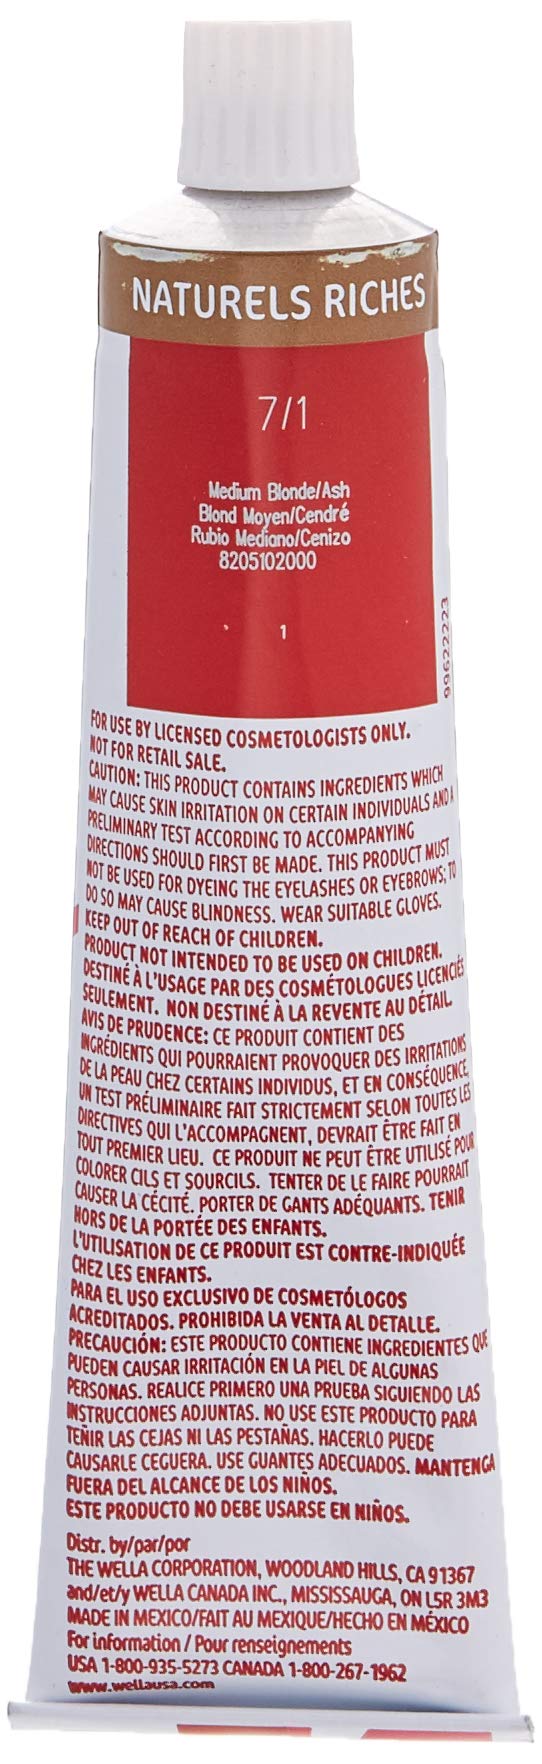 NATURELS RICHES
7/1
Medium Blonde/Ash
Blond Moyen/Cendré
Rubio Mediano/Cenizo
8205102000
1
99622223
FOR USE BY LICENSED COSMETOLOGISTS ONLY.
NOT FOR RETAIL SALE.
CAUTION: THIS PRODUCT CONTAINS INGREDIENTS WHICH
MAY CAUSE SKIN IRRITATION ON CERTAIN INDIVIDUALS AND A
PRELIMINARY TEST ACCORDING TO ACCOMPANYING
DIRECTIONS SHOULD FIRST BE MADE. THIS PRODUCT MUST
NOT BE USED FOR DYEING THE EYELASHES OR EYEBROWS; TO
DO SO MAY CAUSE BLINDNESS. WEAR SUITABLE GLOVES.
KEEP OUT OF REACH OF CHILDREN.
PRODUCT NOT INTENDED TO BE USED ON CHILDREN.
DESTINÉ À L'USAGE PAR DES COSMÉTOLOGUES LICENCIÉS
SEULEMENT. NON DESTINÉ À LA REVENTE AU DÉTAIL.
AVIS DE PRUDENCE: CE PRODUIT CONTIENT DES
INGRÉDIENTS QUI POURRAIENT PROVOQUER DES IRRITATIONS
DE LA PEAU CHEZ CERTAINS INDIVIDUS, ET EN CONSÉQUENCE,
UN TEST PRÉLIMINAIRE FAIT STRICTEMENT SELON TOUTES LES
DIRECTIVES QUI L'ACCOMPAGNENT, DEVRAIT ÊTRE FAIT EN
TOUT PREMIER LIEU. CE PRODUIT NE PEUT ÊTRE UTILISÉ POUR
COLORER CILS ET SOURCILS. TENTER DE LE FAIRE POURRAIT
CAUSER LA CÉCITÉ. PORTER DE GANTS ADÉQUANTS. TENIR
HORS DE LA PORTÉE DES ENFANTS.
L'UTILISATION DE CE PRODUIT EST CONTRE-INDIQUÉE
CHEZ LES ENFANTS.
PARA EL USO EXCLUSIVO DE COSMETÓLOGOS
ACREDITADOS. PROHIBIDA LA VENTA AL DETALLE.
PRECAUCIÓN: ESTE PRODUCTO CONTIENE INGREDIENTES QUE
PUEDEN CAUSAR IRRITACIÓN EN LA PIEL DE ALGUNAS
PERSONAS. REALICE PRIMERO UNA PRUEBA SIGUIENDO LAS
INSTRUCCIONES ADJUNTAS. NO USE ESTE PRODUCTO PARA
TEÑIR LAS CEJAS NI LAS PESTAÑAS. HACERLO PUEDE
CAUSARLE CEGUERA. USE GUANTES ADECUADOS. MANTENGA
FUERA DEL ALCANCE DE LOS NIÑOS.
ESTE PRODUCTO NO DEBE USARSE EN NIÑOS.
Distr. by/par/por
THE WELLA CORPORATION, WOODLAND HILLS, CA 91367
and/et/y WELLA CANADA INC., MISSISSAUGA, ON L5R 3M3
MADE IN MEXICO/FAIT AU MEXIQUE/HECHO EN MÉXICO
For information / Pour renseignements
USA 1-800-935-5273 CANADA 1-800-267-1962
www.wellausa.com